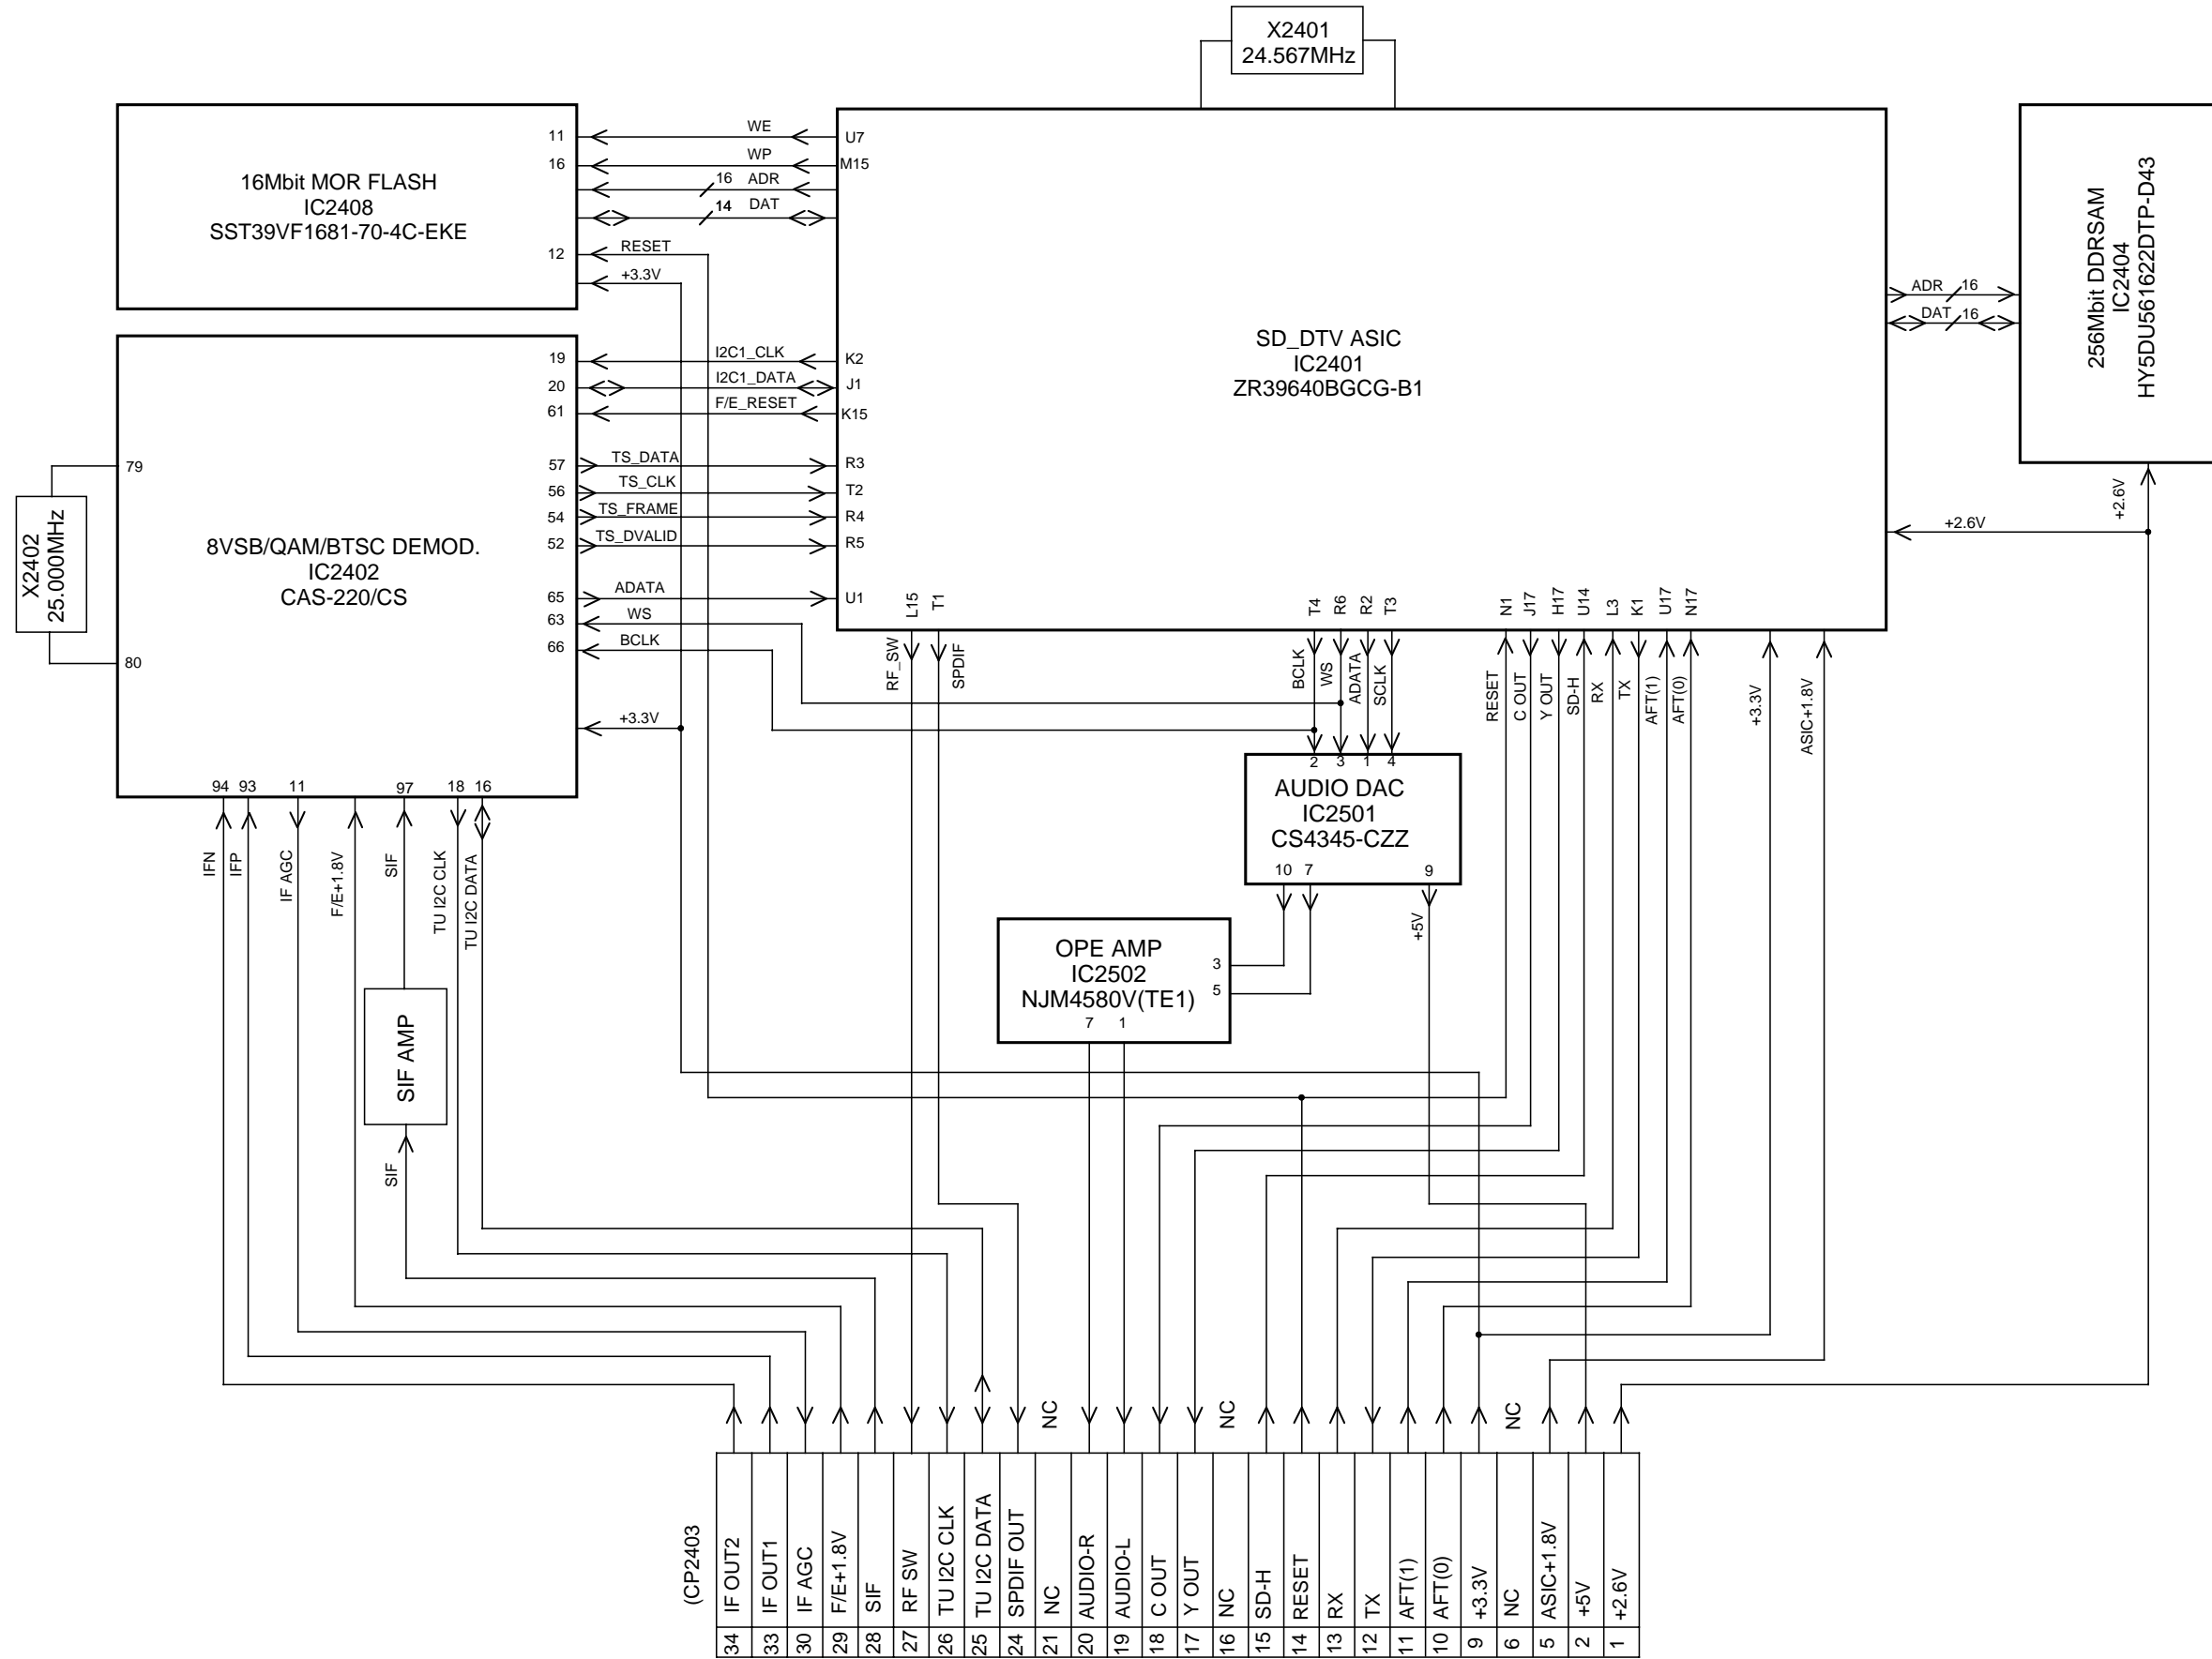 X2401
24.567MHz
16Mbit MOR FLASH
IC2408
SST39VF1681-70-4C-EKE
11
16
12
WE
WP
16 ADR
14 DAT
RESET
+3.3V
U7
M15
SD_DTV ASIC
IC2401
ZR39640BGCG-B1
256Mbit DDRSAM
IC2404
HY5DU561622DTP-D43
ADR 16
DAT 16
+2.6V
+2.6V
X2402
25.000MHz
79
80
8VSB/QAM/BTSC DEMOD.
IC2402
CAS-220/CS
19 I2C1_CLK K2
20 I2C1_DATA J1
61 F/E_RESET K15
57 TS_DATA R3
56 TS_CLK T2
54 TS_FRAME R4
52 TS_DVALID R5
65 ADATA U1
63 WS
66 BCLK
+3.3V
L15
T1
T4
R6
R2
T3
N1
J17
H17
U14
L3
K1
U17
N17
RF_SW
SPDIF
BCLK
WS
ADATA
SCLK
RESET
C OUT
Y OUT
SD-H
RX
TX
AFT(1)
AFT(0)
+3.3V
ASIC+1.8V
94 93 11 97 18 16
IFN
IFP
IF AGC
F/E+1.8V
SIF
TU I2C CLK
TU I2C DATA
2 3 1 4
AUDIO DAC
IC2501
CS4345-CZZ
10 7 9
+5V
OPE AMP
IC2502
NJM4580V(TE1)
3
5
7 1
SIF AMP
SIF
NC
NC
NC
(CP2403
34 IF OUT2
33 IF OUT1
30 IF AGC
29 F/E+1.8V
28 SIF
27 RF SW
26 TU I2C CLK
25 TU I2C DATA
24 SPDIF OUT
21 NC
20 AUDIO-R
19 AUDIO-L
18 C OUT
17 Y OUT
16 NC
15 SD-H
14 RESET
13 RX
12 TX
11 AFT(1)
10 AFT(0)
9 +3.3V
6 NC
5 ASIC+1.8V
2 +5V
1 +2.6V